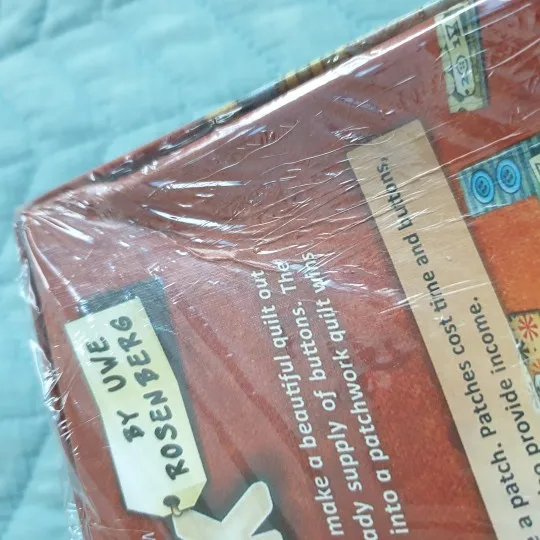 BY UWE
ROSENBERG
make a beautiful quilt out
ady supply of buttons. The
into a patchwork quilt wins
e a patch. Patches cost time and buttons,
o provide income.